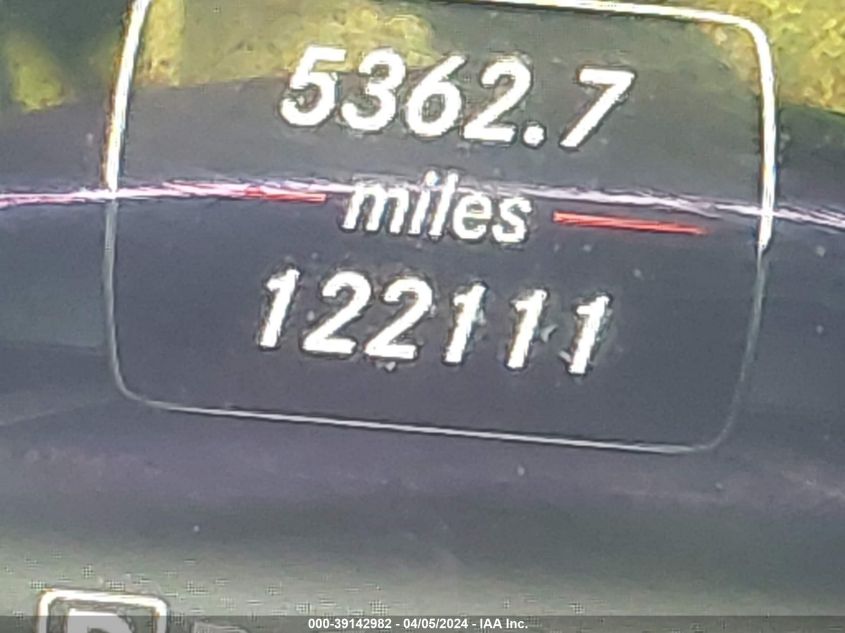 5362.7
miles
122111
P
000-39142982 - 04/05/2024 - IAA Inc.